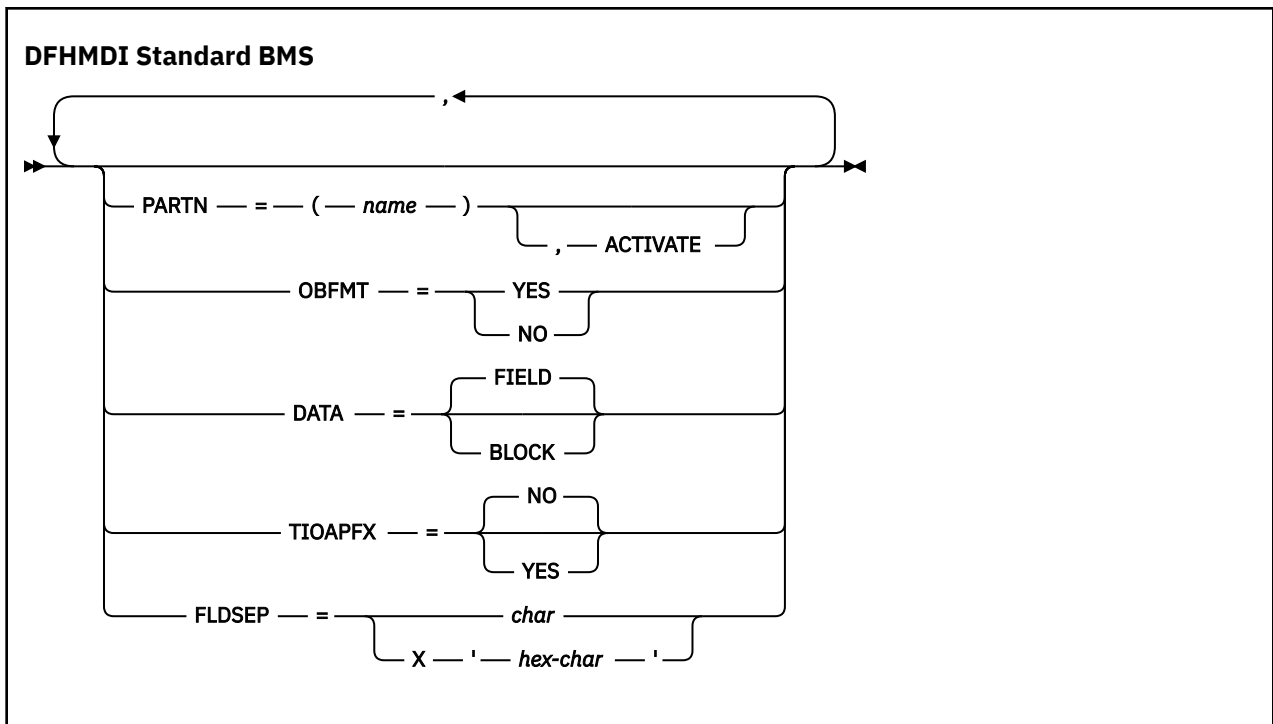 DFHMDI Standard BMS
,
PARTN = ( name )
, ACTIVATE
OBFMT = YES
NO
FIELD
DATA =
BLOCK
NO
TIOAPFX =
YES
FLDSEP = char
X ' hex-char '